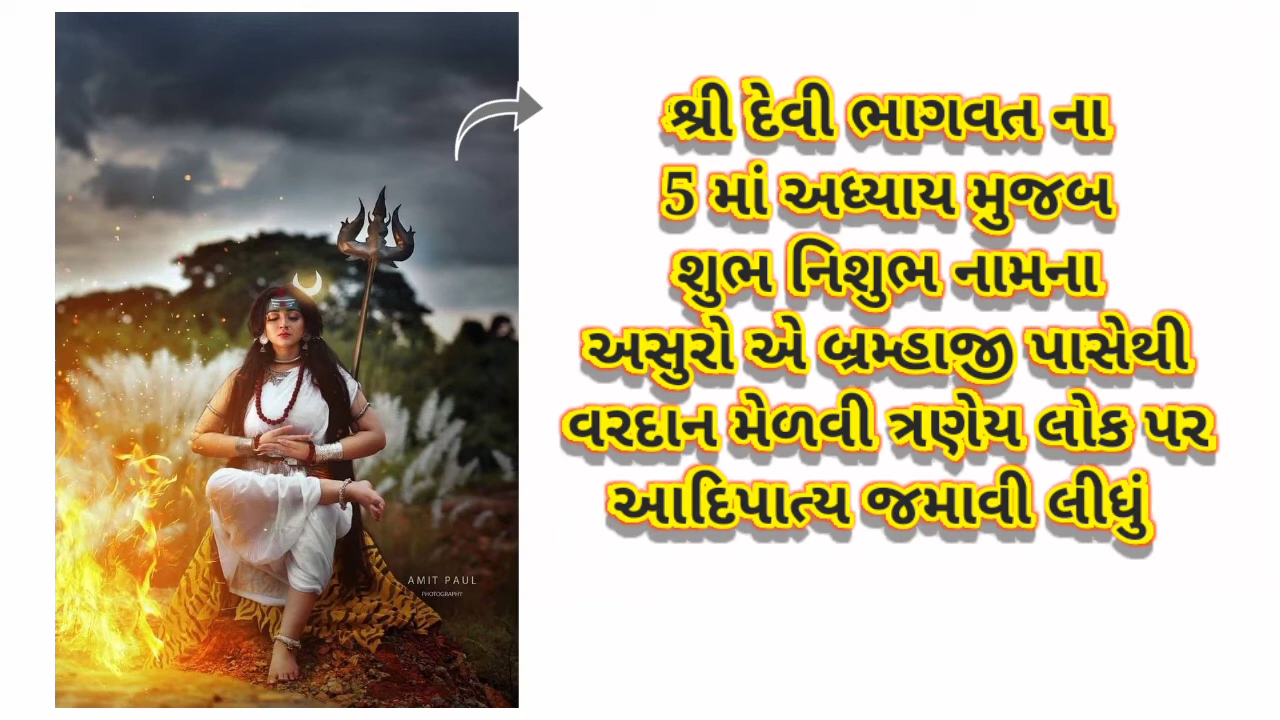 શ્રી દેવી ભાગવત ના
5 માં અધ્યાય મુજબ
શુભ નિશુભ નામના
અસુરો એ બ્રમ્હાજી પાસેથી
વરદાન મેળવી ત્રણેય લોક પર
આદિપાત્ય જમાવી લીધું
AMIT PAUL
PHOTOGRAPHY